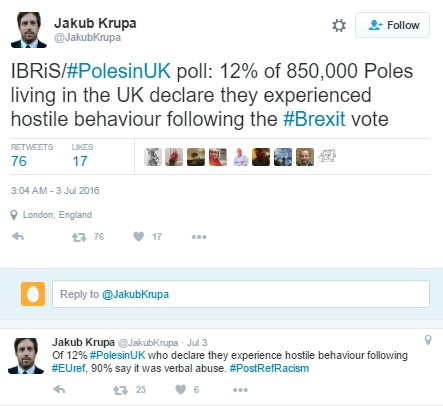 Jakub Krupa
@JakubKrupa
Follow
IBRiS/#PolesinUK poll: 12% of 850,000 Poles
living in the UK declare they experienced
hostile behaviour following the #Brexit vote
RETWEETS LIKES
76 17
3:04 AM - 3 Jul 2016
London, England
76 17 •••
Reply to @JakubKrupa
Jakub Krupa @JakubKrupa · Jul 3
Of 12% #PolesinUK who declare they experience hostile behaviour following
#EUref, 90% say it was verbal abuse. #PostRefRacism
25 6 •••